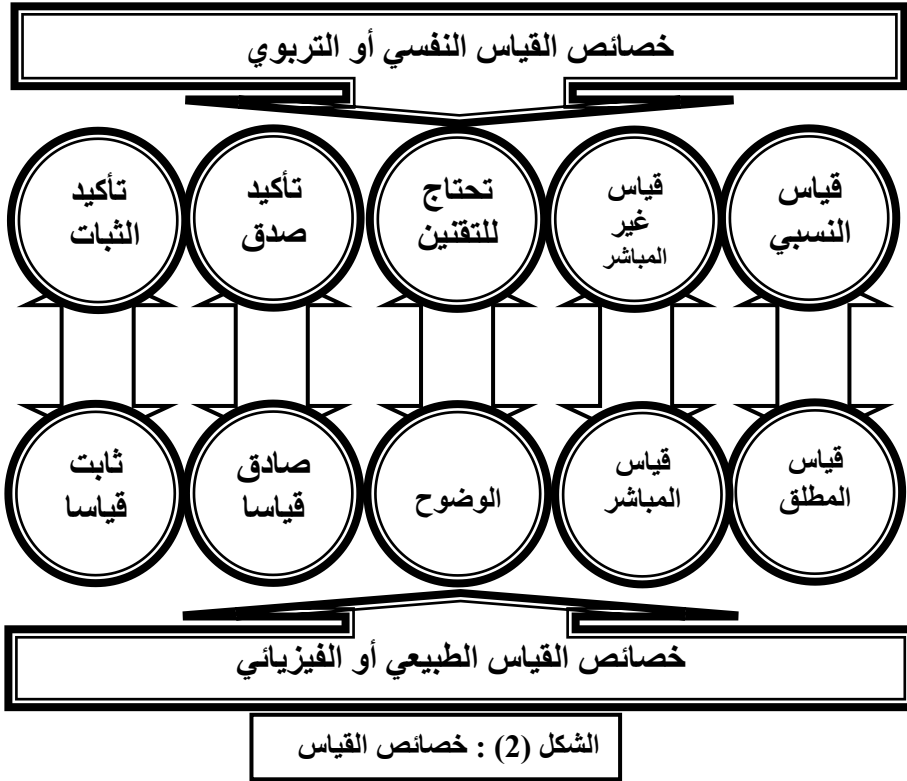 خصائص القياس النفسي أو التربوي
قياس
النسبي
قياس
غير
المباشر
تحتاج
للتقنين
تأكيد
صدق
تأكيد
الثبات
قياس
المطلق
قياس
المباشر
الوضوح
صادق
قياسا
ثابت
قياسا
خصائص القياس الطبيعي أو الفيزيائي
الشكل (2) : خصائص القياس